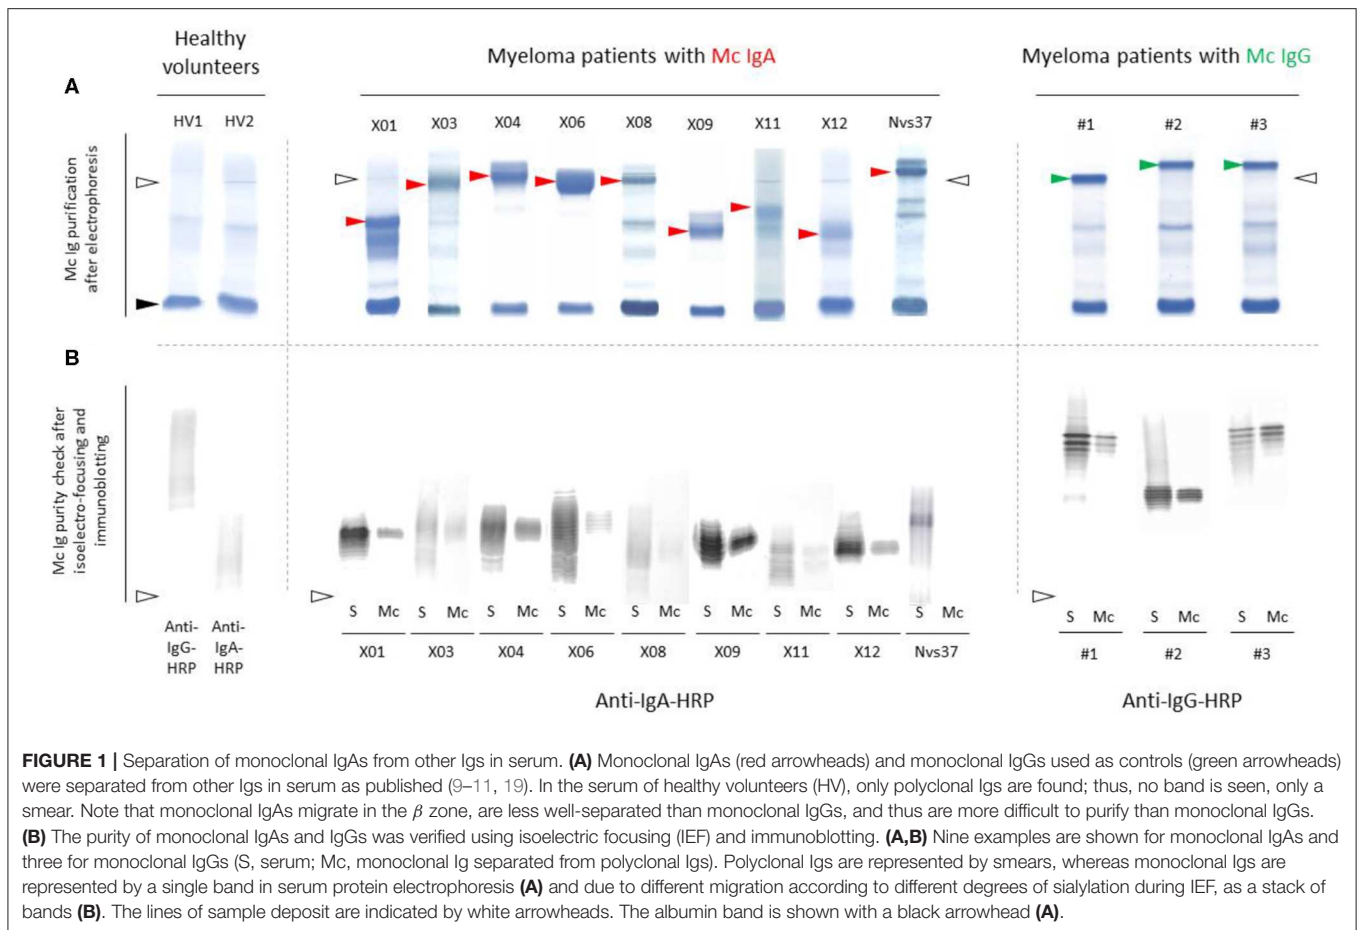 Healthy
volunteers
Myeloma patients with Mc IgA
Myeloma patients with Mc IgG
A
HV1 HV2 X01 X03 X04 X06 X08 X09 X11 X12 Nvs37 #1 #2 #3
Mc Ig purification
after electrophoresis
B
Mc Ig purity check after
isoelectro-focusing and
immunoblotting
S Mc S Mc S Mc S Mc S Mc S Mc S Mc S Mc S Mc S Mc S Mc S Mc
Anti-
IgG-
HRP
Anti-
IgA-
HRP
X01 X03 X04 X06 X08 X09 X11 X12 Nvs37 #1 #2 #3
Anti-IgA-HRP
Anti-IgG-HRP
FIGURE 1 | Separation of monoclonal IgAs from other Igs in serum. (A) Monoclonal IgAs (red arrowheads) and monoclonal IgGs used as controls (green arrowheads)
were separated from other Igs in serum as published (9–11, 19). In the serum of healthy volunteers (HV), only polyclonal Igs are found; thus, no band is seen, only a
smear. Note that monoclonal IgAs migrate in the β zone, are less well-separated than monoclonal IgGs, and thus are more difficult to purify than monoclonal IgGs.
(B) The purity of monoclonal IgAs and IgGs was verified using isoelectric focusing (IEF) and immunoblotting. (A,B) Nine examples are shown for monoclonal IgAs and
three for monoclonal IgGs (S, serum; Mc, monoclonal Ig separated from polyclonal Igs). Polyclonal Igs are represented by smears, whereas monoclonal Igs are
represented by a single band in serum protein electrophoresis (A) and due to different migration according to different degrees of sialylation during IEF, as a stack of
bands (B). The lines of sample deposit are indicated by white arrowheads. The albumin band is shown with a black arrowhead (A).